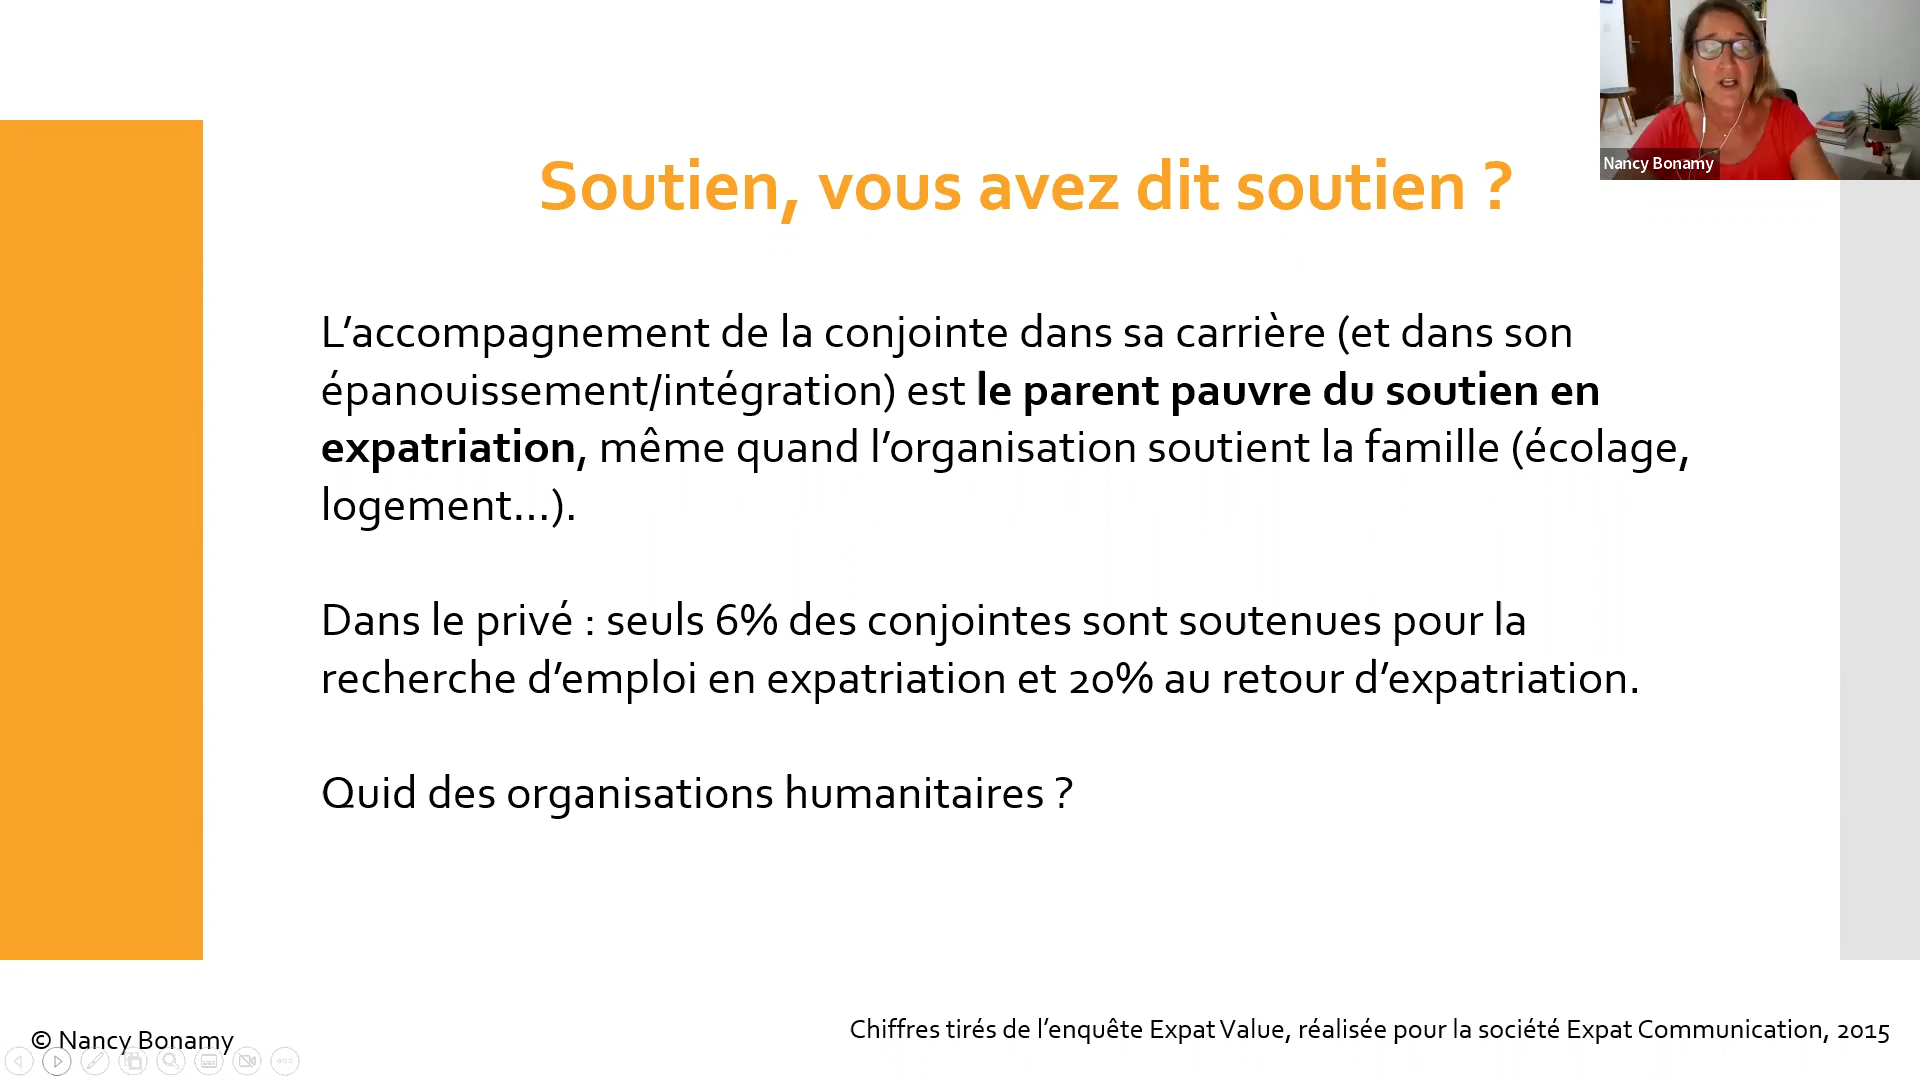 Nancy Bonamy
Soutien, vous avez dit soutien ?
L’accompagnement de la conjointe dans sa carrière (et dans son
épanouissement/intégration) est le parent pauvre du soutien en
expatriation, même quand l’organisation soutient la famille (écolage,
logement…).
Dans le privé : seuls 6% des conjointes sont soutenues pour la
recherche d’emploi en expatriation et 20% au retour d’expatriation.
Quid des organisations humanitaires ?
Chiffres tirés de l’enquête Expat Value, réalisée pour la société Expat Communication, 2015
© Nancy Bonamy